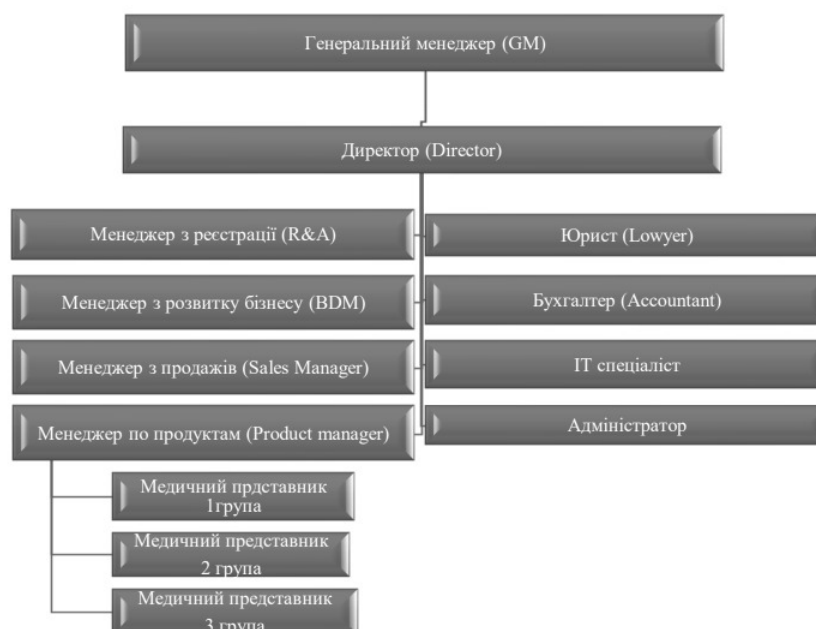 Генеральний менеджер (GM)
Директор (Director)
Менеджер з реєстрації (R&A)
Юрист (Lowyer)
Менеджер з розвитку бізнесу (BDM)
Бухгалтер (Accountant)
Менеджер з продажів (Sales Manager)
ІТ спеціаліст
Менеджер по продуктам (Product manager)
Адміністратор
Медичний прдставник
1група
Медичний представник
2 група
Медичний представник
3 група